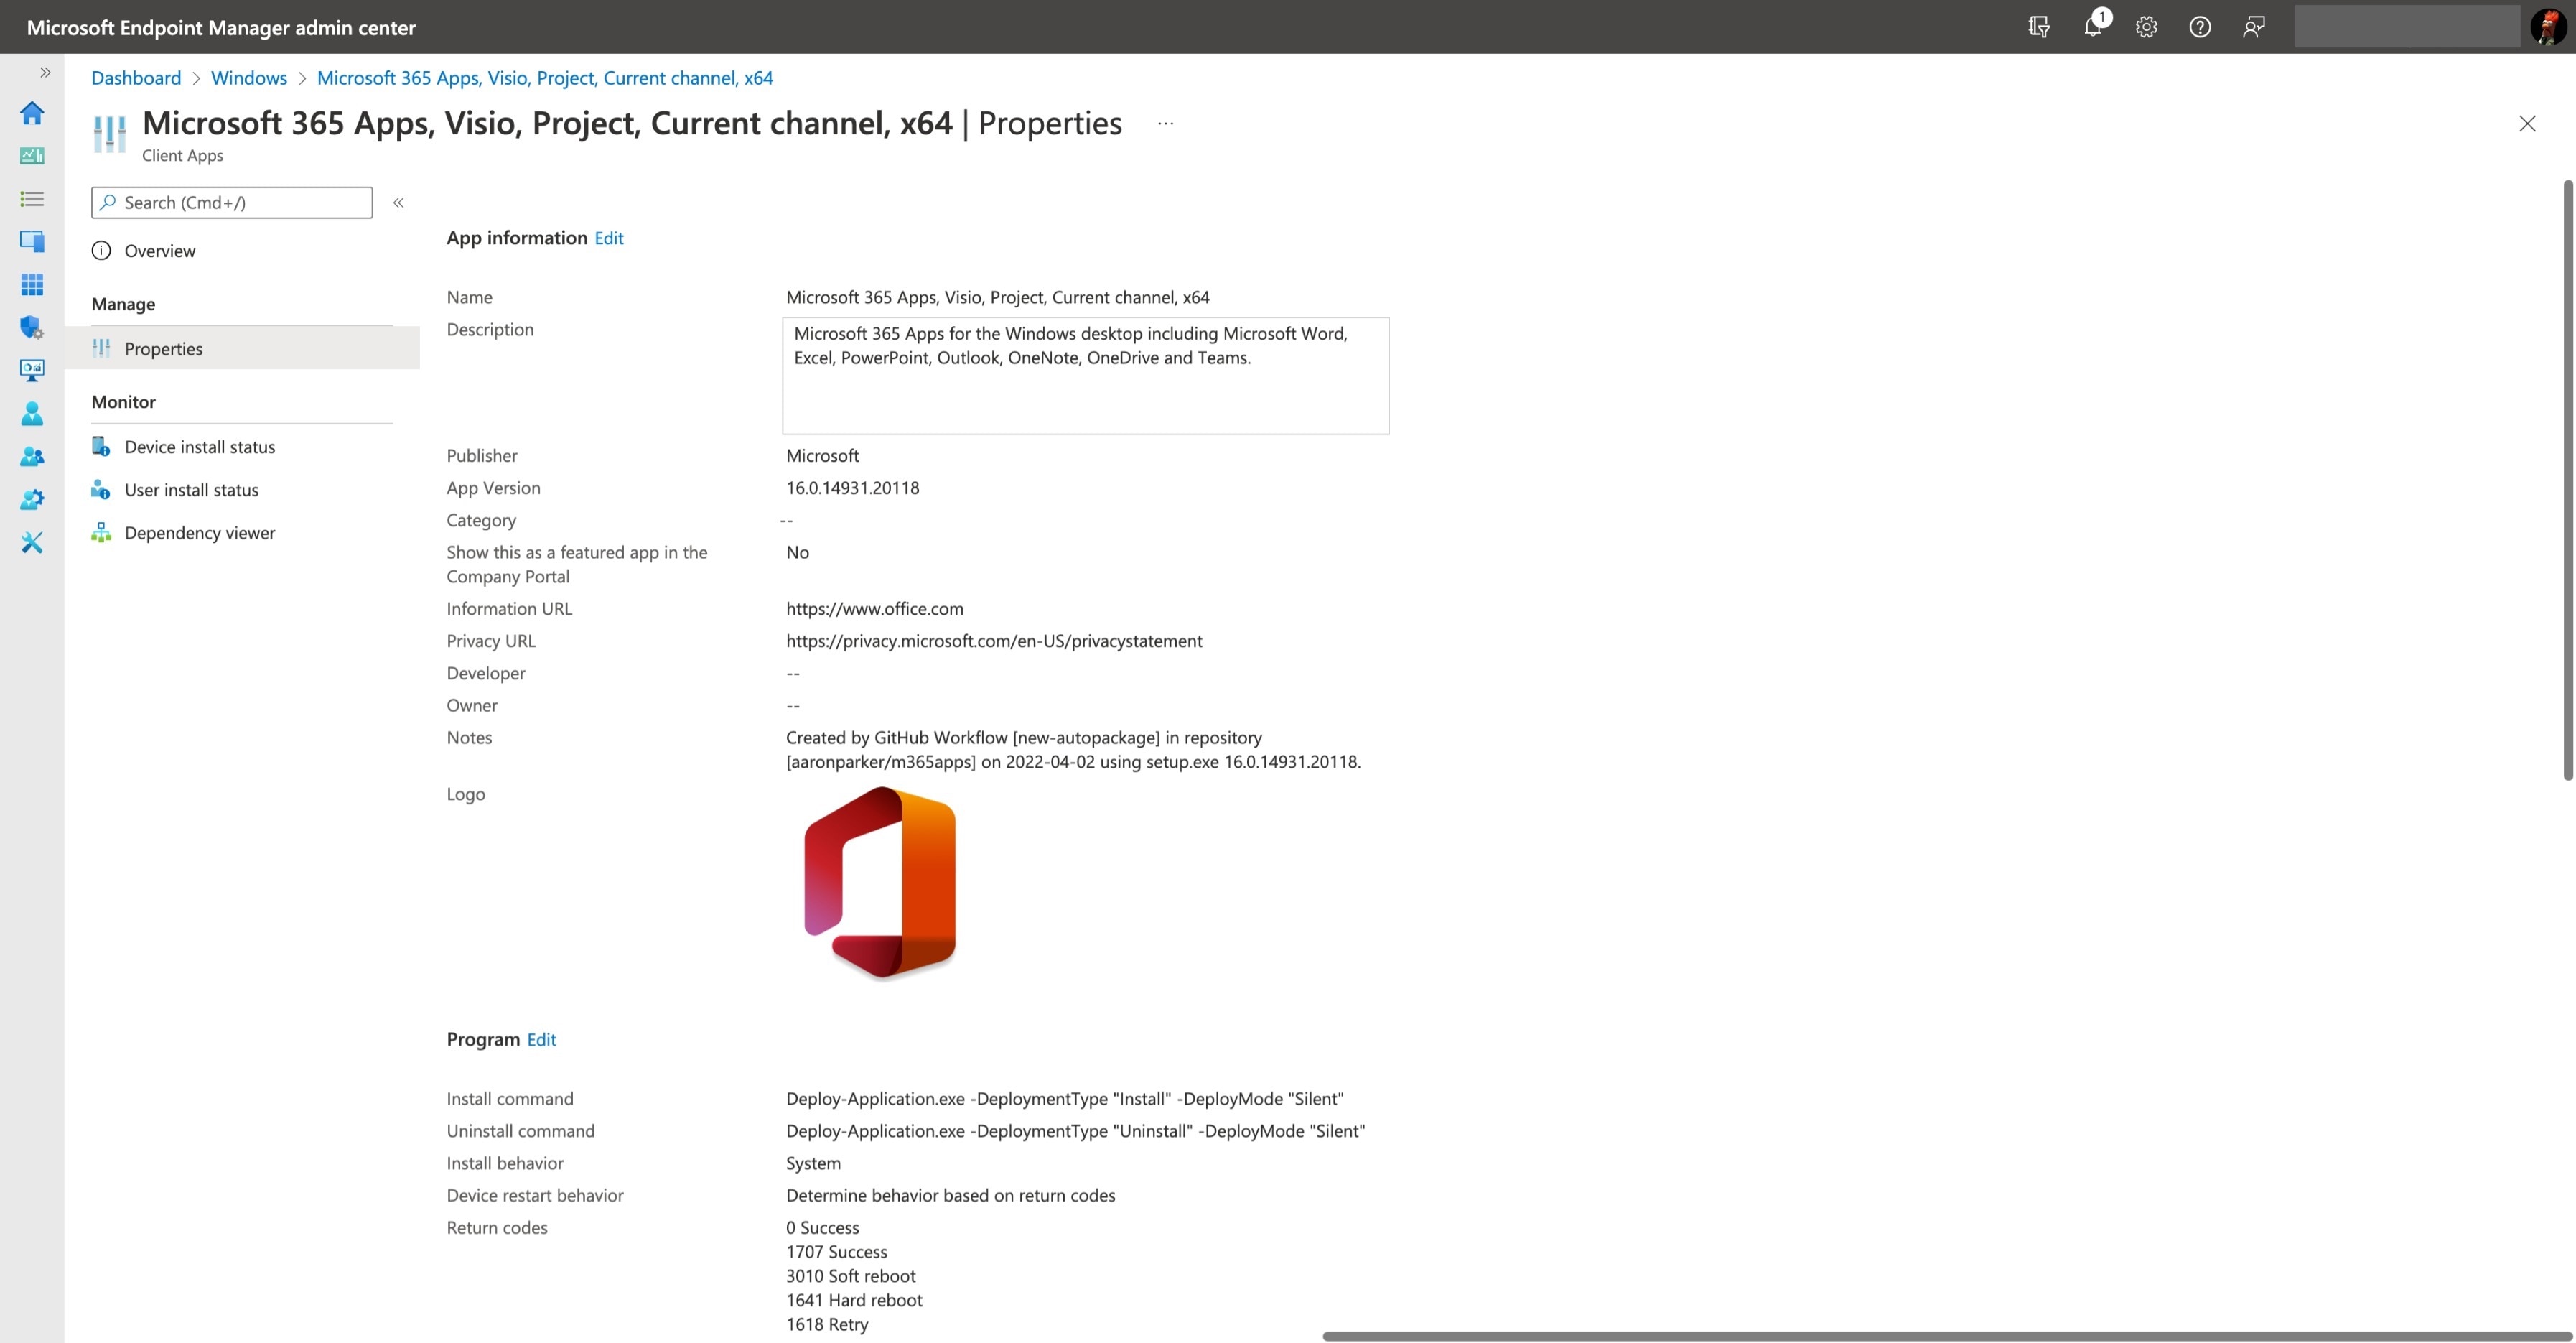 Microsoft Endpoint Manager admin center
1
Dashboard > Windows > Microsoft 365 Apps, Visio, Project, Current channel, x64
Microsoft 365 Apps, Visio, Project, Current channel, x64 | Properties ...
Client Apps
Search (Cmd+/)
Overview
Manage
Properties
Monitor
Device install status
User install status
Dependency viewer
App information Edit
Name Microsoft 365 Apps, Visio, Project, Current channel, x64
Description Microsoft 365 Apps for the Windows desktop including Microsoft Word,
Excel, PowerPoint, Outlook, OneNote, OneDrive and Teams.
Publisher Microsoft
App Version 16.0.14931.20118
Category --
Show this as a featured app in the No
Company Portal
Information URL https://www.office.com
Privacy URL https://privacy.microsoft.com/en-US/privacystatement
Developer --
Owner --
Notes Created by GitHub Workflow [new-autopackage] in repository
[aaronparker/m365apps] on 2022-04-02 using setup.exe 16.0.14931.20118.
Logo
Program Edit
Install command Deploy-Application.exe -DeploymentType "Install" -DeployMode "Silent"
Uninstall command Deploy-Application.exe -DeploymentType "Uninstall" -DeployMode "Silent"
Install behavior System
Device restart behavior Determine behavior based on return codes
Return codes 0 Success
1707 Success
3010 Soft reboot
1641 Hard reboot
1618 Retry